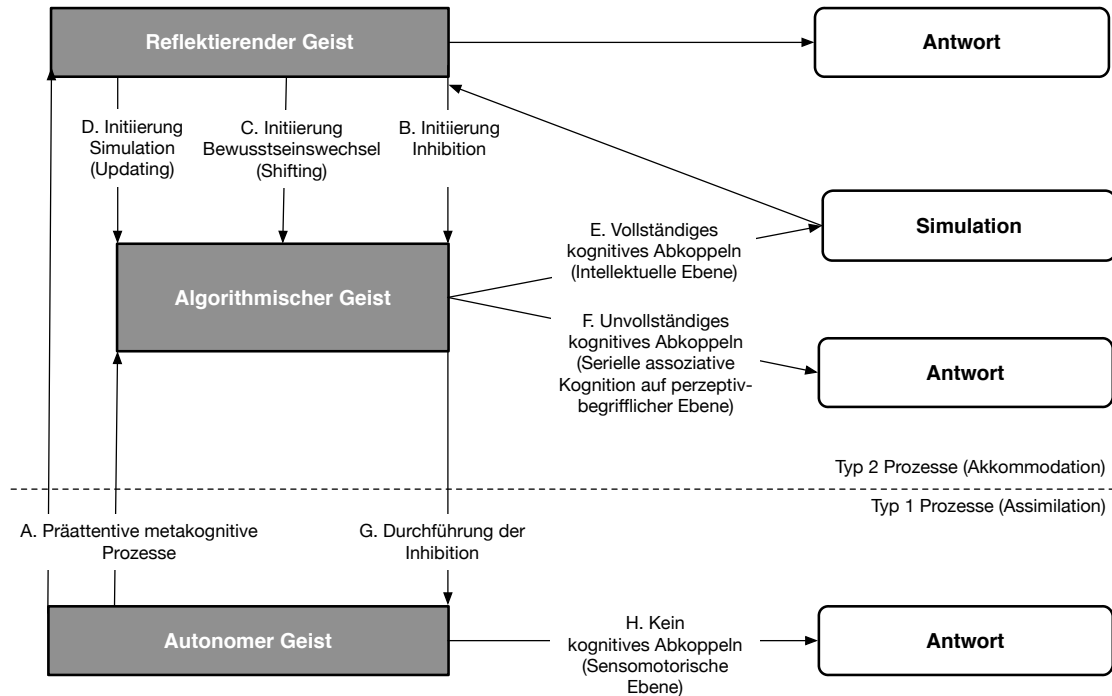 Reflektierender Geist
Antwort
D. Initiierung
Simulation
(Updating)
C. Initiierung
Bewusstseinswechsel
(Shifting)
B. Initiierung
Inhibition
E. Vollständiges
kognitives Abkoppeln
(Intellektuelle Ebene)
Simulation
Algorithmischer Geist
F. Unvollständiges
kognitives Abkoppeln
(Serielle assoziative
Kognition auf perzeptiv-
begrifflicher Ebene)
Antwort
Typ 2 Prozesse (Akkommodation)
Typ 1 Prozesse (Assimilation)
A. Präattentive metakognitive
Prozesse
G. Durchführung der
Inhibition
Autonomer Geist
H. Kein
kognitives Abkoppeln
(Sensomotorische
Ebene)
Antwort